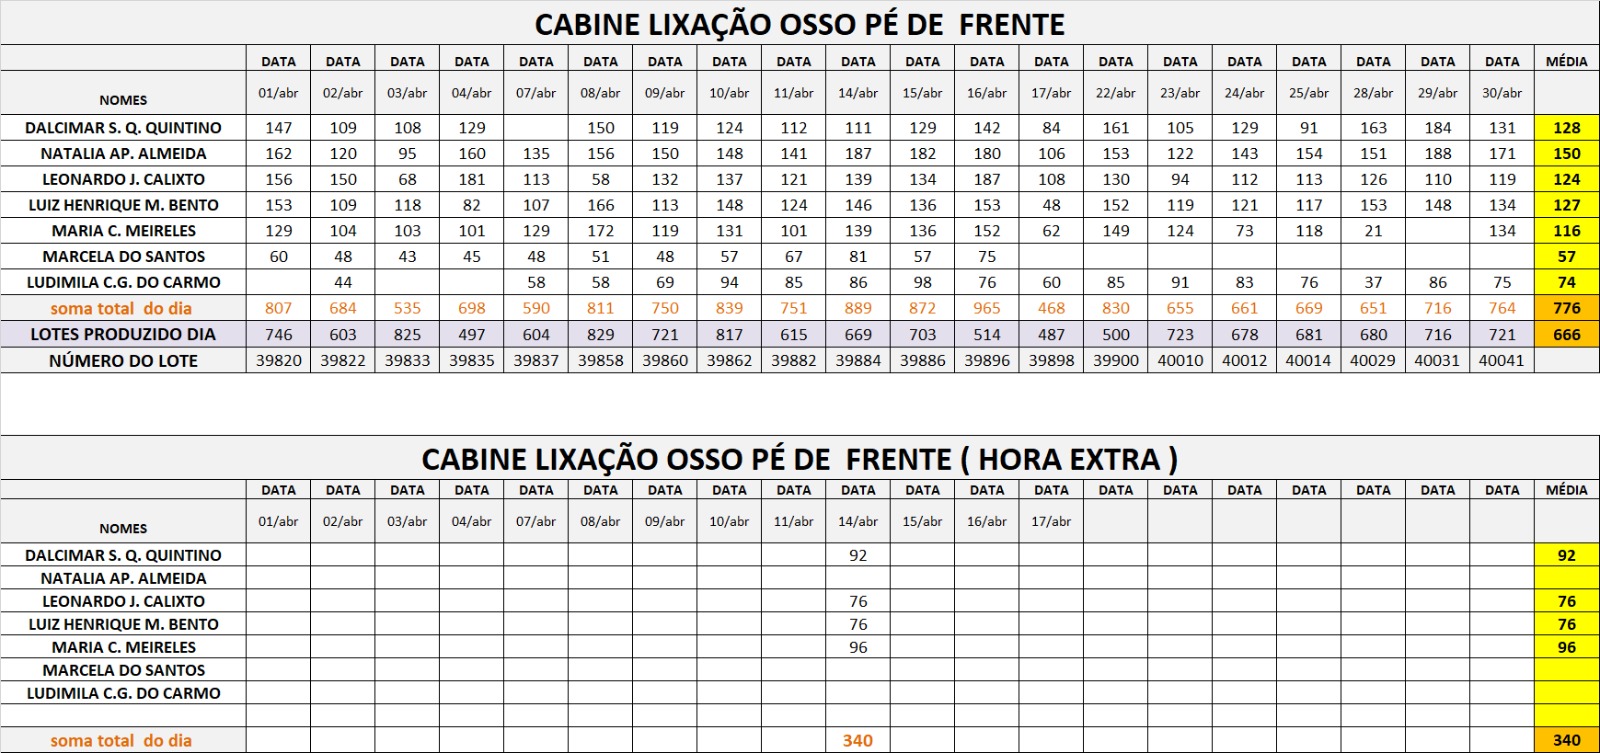 CABINE LIXAÇÃO OSSO PÉ DE FRENTE
DATA DATA DATA DATA DATA DATA DATA DATA DATA DATA DATA DATA DATA DATA DATA DATA DATA DATA DATA DATA MÉDIA
NOMES 01/abr 02/abr 03/abr 04/abr 07/abr 08/abr 09/abr 10/abr 11/abr 14/abr 15/abr 16/abr 17/abr 22/abr 23/abr 24/abr 25/abr 28/abr 29/abr 30/abr
DALCIMAR S. Q. QUINTINO 147 109 108 129 150 119 124 112 111 129 142 84 161 105 129 91 163 184 131 128
NATALIA AP. ALMEIDA 162 120 95 160 135 156 150 148 141 187 182 180 106 153 122 143 154 151 188 171 150
LEONARDO J. CALIXTO 156 150 68 181 113 58 132 137 121 139 134 187 108 130 94 112 113 126 110 119 124
LUIZ HENRIQUE M. BENTO 153 109 118 82 107 166 113 148 124 146 136 153 48 152 119 121 117 153 148 134 127
MARIA C. MEIRELES 129 104 103 101 129 172 119 131 101 139 136 152 62 149 124 73 118 21 134 116
MARCELA DO SANTOS 60 48 43 45 48 51 48 57 67 81 57 75 57
LUDIMILA C.G. DO CARMO 44 58 58 69 94 85 86 98 76 60 85 91 83 76 37 86 75 74
soma total do dia 807 684 535 698 590 811 750 839 751 889 872 965 468 830 655 661 669 651 716 764 776
LOTES PRODUZIDO DIA 746 603 825 497 604 829 721 817 615 669 703 514 487 500 723 678 681 680 716 721 666
NÚMERO DO LOTE 39820 39822 39833 39835 39837 39858 39860 39862 39882 39884 39886 39896 39898 39900 40010 40012 40014 40029 40031 40041
CABINE LIXAÇÃO OSSO PÉ DE FRENTE ( HORA EXTRA )
DATA DATA DATA DATA DATA DATA DATA DATA DATA DATA DATA DATA DATA DATA DATA DATA DATA DATA DATA DATA MÉDIA
NOMES 01/abr 02/abr 03/abr 04/abr 07/abr 08/abr 09/abr 10/abr 11/abr 14/abr 15/abr 16/abr 17/abr
DALCIMAR S. Q. QUINTINO 92 92
NATALIA AP. ALMEIDA
LEONARDO J. CALIXTO 76 76
LUIZ HENRIQUE M. BENTO 76 76
MARIA C. MEIRELES 96 96
MARCELA DO SANTOS
LUDIMILA C.G. DO CARMO
soma total do dia 340 340